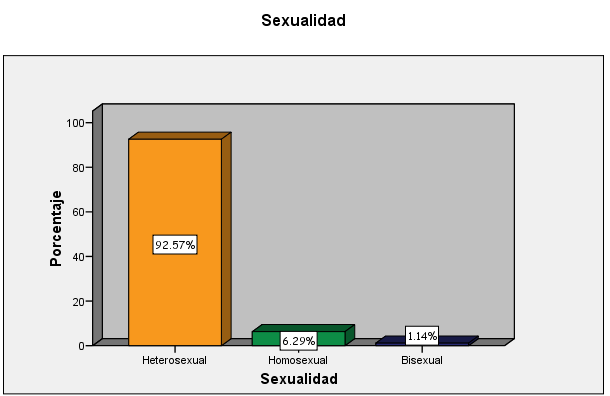 Sexualidad
Porcentaje
100
80
60
40
20
0
92.57%
6.29%
1.14%
Heterosexual
Homosexual
Bisexual
Sexualidad